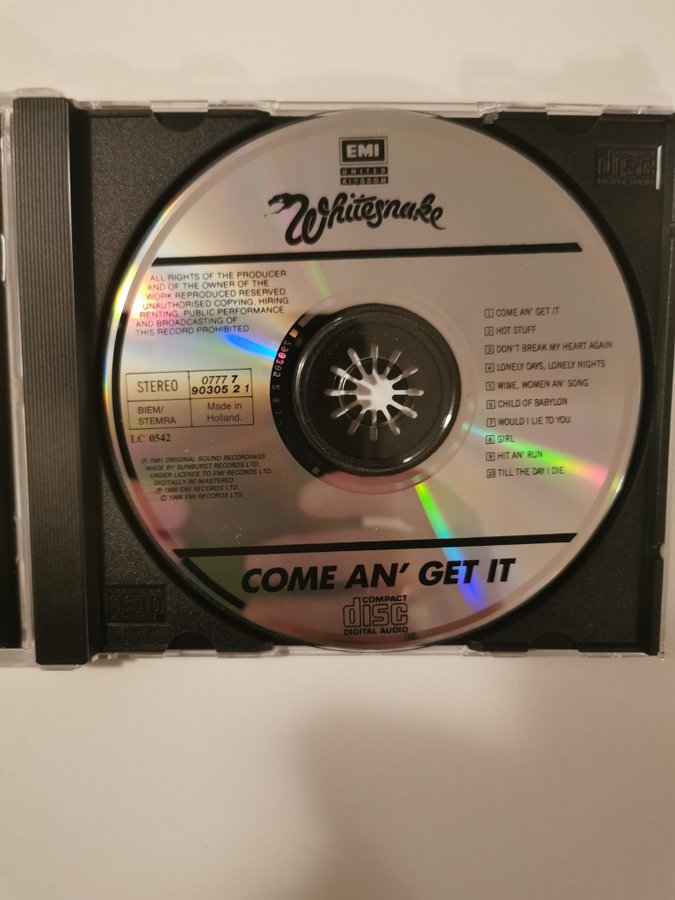 EMI
UNITED
KINGDOM
Whitesnake
COMPACT
disc
DIGITAL AUDIO
ALL RIGHTS OF THE PRODUCER
AND OF THE OWNER OF THE
WORK REPRODUCED RESERVED
UNAUTHORISED COPYING, HIRING
RENTING, PUBLIC PERFORMANCE
AND BROADCASTING OF
THIS RECORD PROHIBITED
STEREO
0777 7
90305 2 1
BIEM/
STEMRA
Made in
Holland.
LC 0542
℗ 1981 ORIGINAL SOUND RECORDINGS
MADE BY SUNBURST RECORDS LTD.
UNDER LICENCE TO EMI RECORDS LTD.
DIGITALLY RE-MASTERED
℗ 1988 EMI RECORDS LTD.
© 1988 EMI RECORDS LTD.
1 COME AN' GET IT
2 HOT STUFF
3 DON'T BREAK MY HEART AGAIN
4 LONELY DAYS, LONELY NIGHTS
5 WINE, WOMEN AN' SONG
6 CHILD OF BABYLON
7 WOULD I LIE TO YOU
8 GIRL
9 HIT AN' RUN
10 TILL THE DAY I DIE
COME AN' GET IT
COMPACT
disc
DIGITAL AUDIO